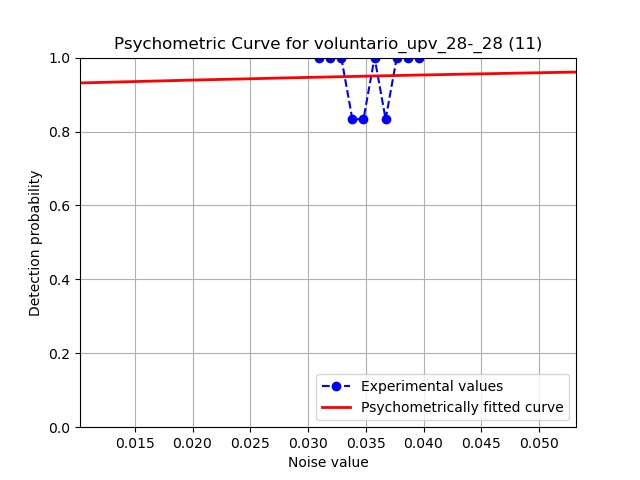 Psychometric Curve for voluntario_upv_28-_28 (11)
1.0
0.8
0.6
0.4
0.2
0.0
Detection probability
Experimental values
Psychometrically fitted curve
0.015 0.020 0.025 0.030 0.035 0.040 0.045 0.050
Noise value